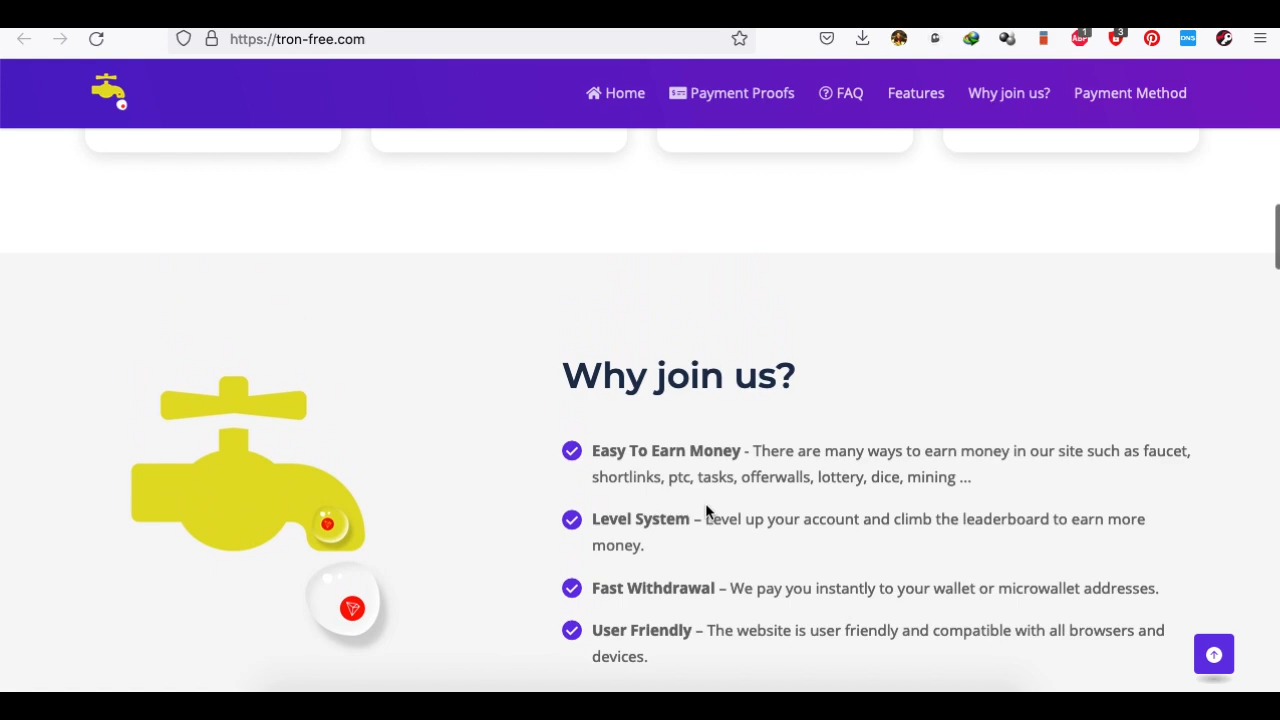 https://tron-free.com
ABP 1
3
DNS
Home Payment Proofs FAQ Features Why join us? Payment Method
Why join us?
Easy To Earn Money - There are many ways to earn money in our site such as faucet,
shortlinks, ptc, tasks, offerwalls, lottery, dice, mining ...
Level System – Level up your account and climb the leaderboard to earn more
money.
Fast Withdrawal – We pay you instantly to your wallet or microwallet addresses.
User Friendly – The website is user friendly and compatible with all browsers and
devices.